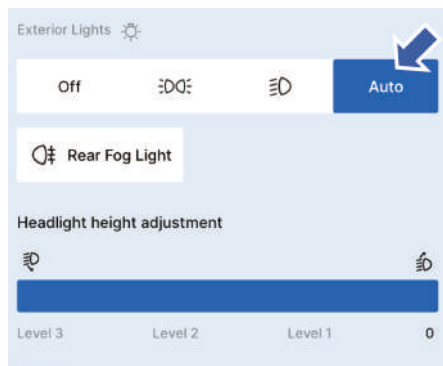 Exterior Lights
Off Auto
Rear Fog Light
Headlight height adjustment
Level 3 Level 2 Level 1 0